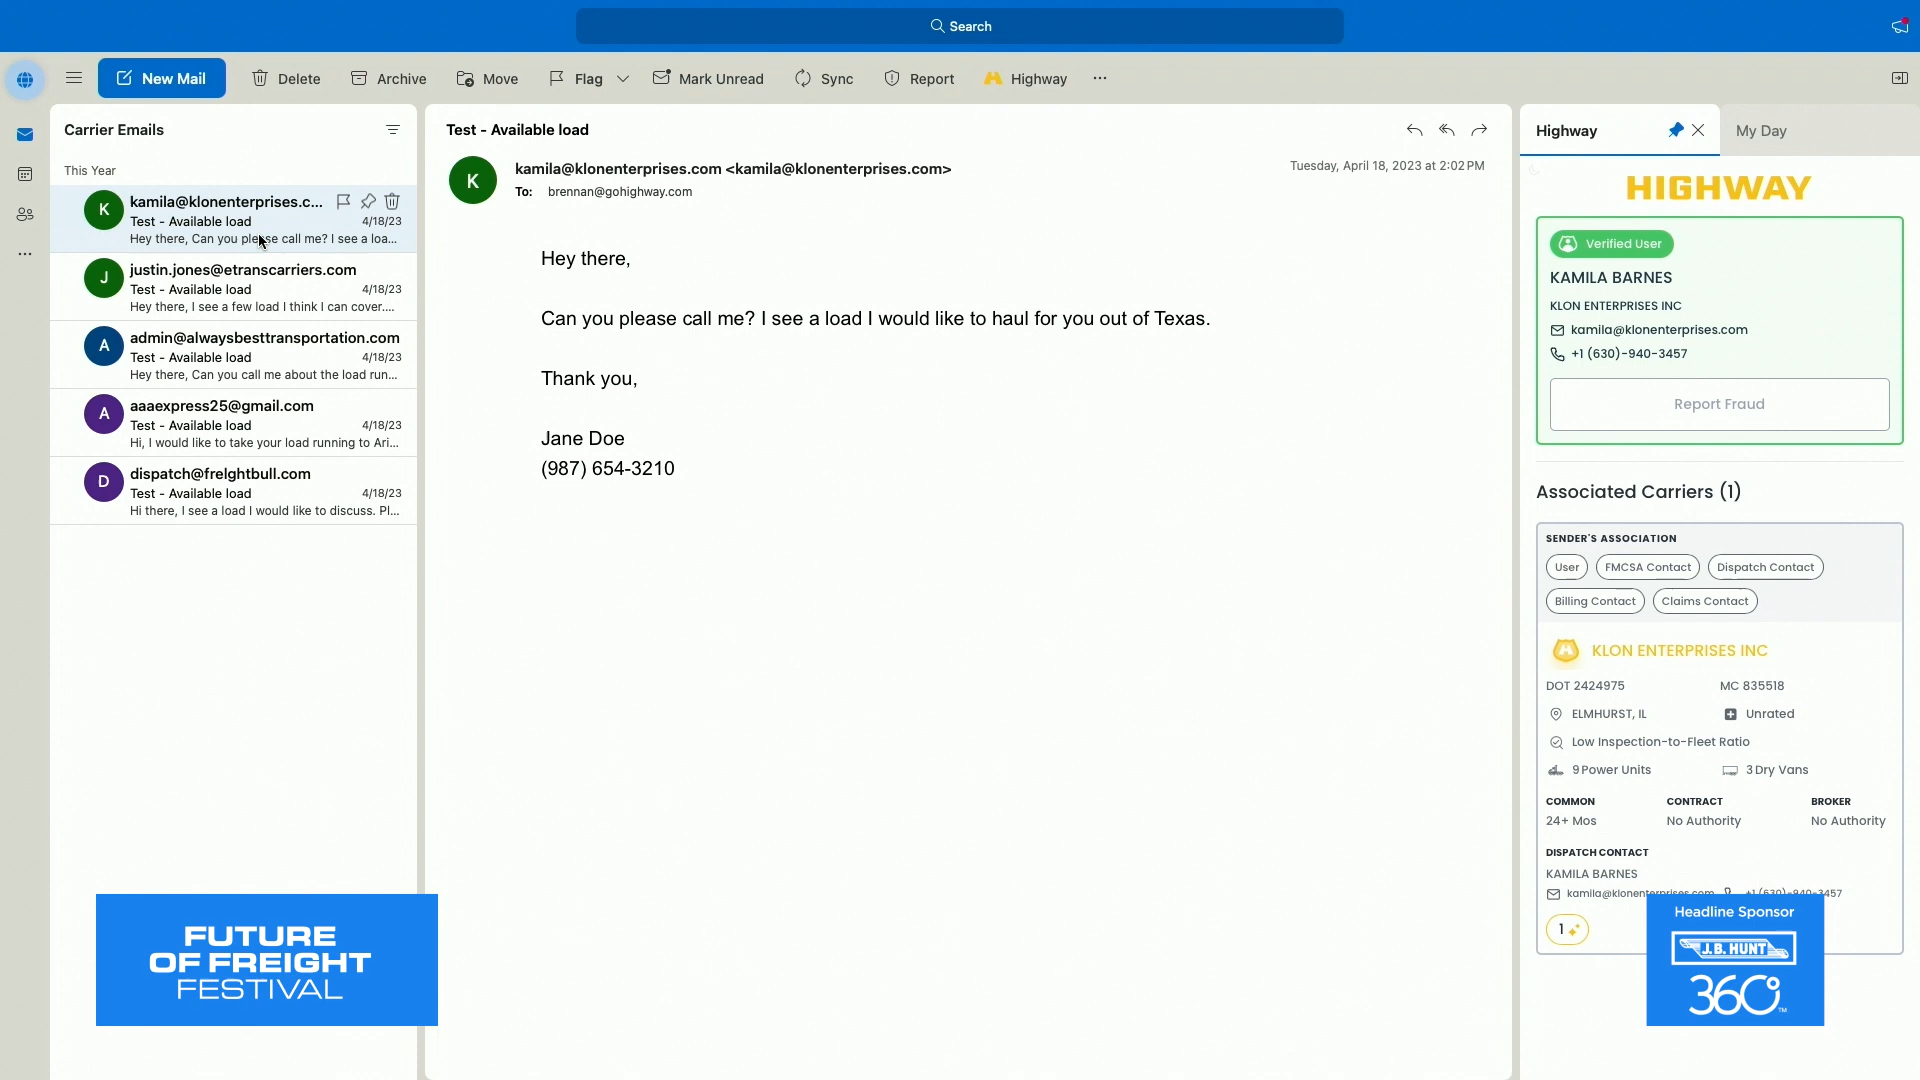 Search
New Mail
Delete
Archive
Move
Flag
Mark Unread
Sync
Report
Highway
Carrier Emails
This Year
K
kamila@klonenterprises.c...
Test - Available load
4/18/23
Hey there, Can you please call me? I see a loa...
J
justin.jones@etranscarriers.com
Test - Available load
4/18/23
Hey there, I see a few load I think I can cover....
A
admin@alwaysbesttransportation.com
Test - Available load
4/18/23
Hey there, Can you call me about the load run...
A
aaaexpress25@gmail.com
Test - Available load
4/18/23
Hi, I would like to take your load running to Ari...
D
dispatch@frelghtbull.com
Test - Available load
4/18/23
Hi there, I see a load I would like to discuss. Pl...
Test - Available load
K
kamila@klonenterprises.com <kamila@klonenterprises.com>
Tuesday, April 18, 2023 at 2:02 PM
To: brennan@gohighway.com
Hey there,
Can you please call me? I see a load I would like to haul for you out of Texas.
Thank you,
Jane Doe
(987) 654-3210
Highway
My Day
HIGHWAY
Verified User
KAMILA BARNES
KLON ENTERPRISES INC
kamila@klonenterprises.com
+1 (630)-940-3457
Report Fraud
Associated Carriers (1)
SENDER'S ASSOCIATION
User
FMCSA Contact
Dispatch Contact
Billing Contact
Claims Contact
KLON ENTERPRISES INC
DOT 2424975
MC 835518
ELMHURST, IL
Unrated
Low Inspection-to-Fleet Ratio
9 Power Units
3 Dry Vans
COMMON
CONTRACT
BROKER
24+ Mos
No Authority
No Authority
DISPATCH CONTACT
KAMILA BARNES
kamila@klonenterprises.com
+1 (630)-940-3457
1
FUTURE
OF FREIGHT
FESTIVAL
Headline Sponsor
J.B. HUNT
360
TM